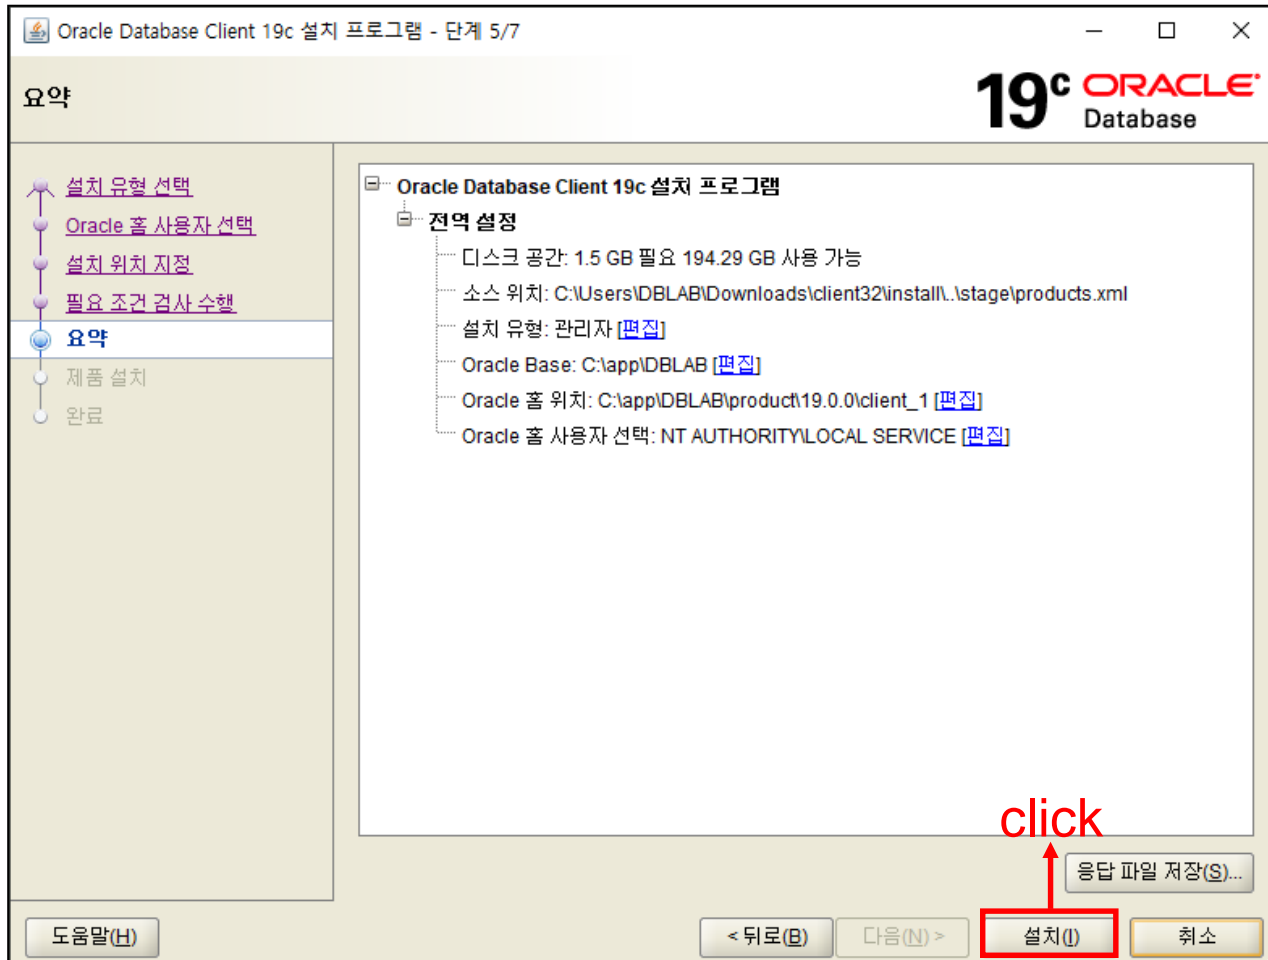 Oracle Database Client 19c 설치 프로그램 - 단계 5/7
요약
19c ORACLE
Database
설치 유형 선택
Oracle 홈 사용자 선택
설치 위치 지정
필요 조건 검사 수행
요약
제품 설치
완료
Oracle Database Client 19c 설치 프로그램
전역 설정
디스크 공간: 1.5 GB 필요 194.29 GB 사용 가능
소스 위치: C:\Users\DBLAB\Downloads\client32\install\..\stage\products.xml
설치 유형: 관리자 [편집]
Oracle Base: C:\app\DBLAB [편집]
Oracle 홈 위치: C:\app\DBLAB\product\19.0.0\client_1 [편집]
Oracle 홈 사용자 선택: NT AUTHORITY\LOCAL SERVICE [편집]
click
응답 파일 저장(S)...
도움말(H)
< 뒤로(B)
다음(N) >
설치(I)
취소